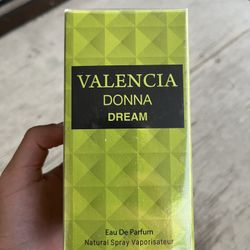 VALENCIA
DONNA
DREAM
Eau De Parfum
Natural Spray Vaporisateur